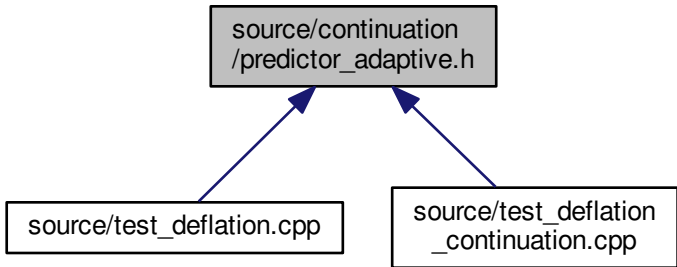 source/continuation
/predictor_adaptive.h
source/test_deflation.cpp
source/test_deflation
_continuation.cpp